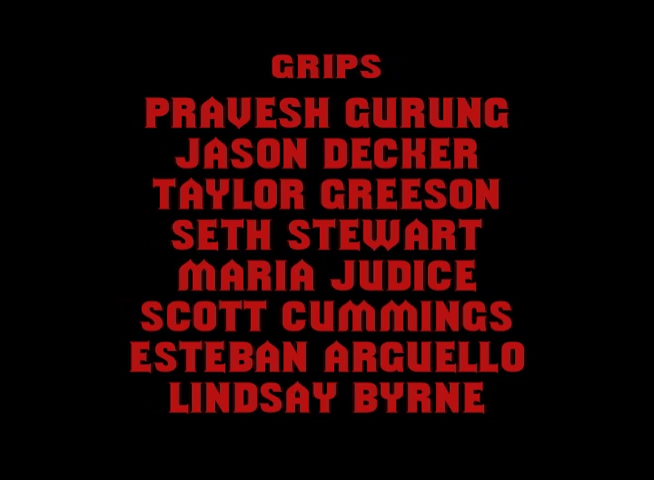 GRIPS
PRAVESH GURUNG
JASON DECKER
TAYLOR GREESON
SETH STEWART
MARIA JUDICE
SCOTT CUMMINGS
ESTEBAN ARGUELLO
LINDSAY BYRNE